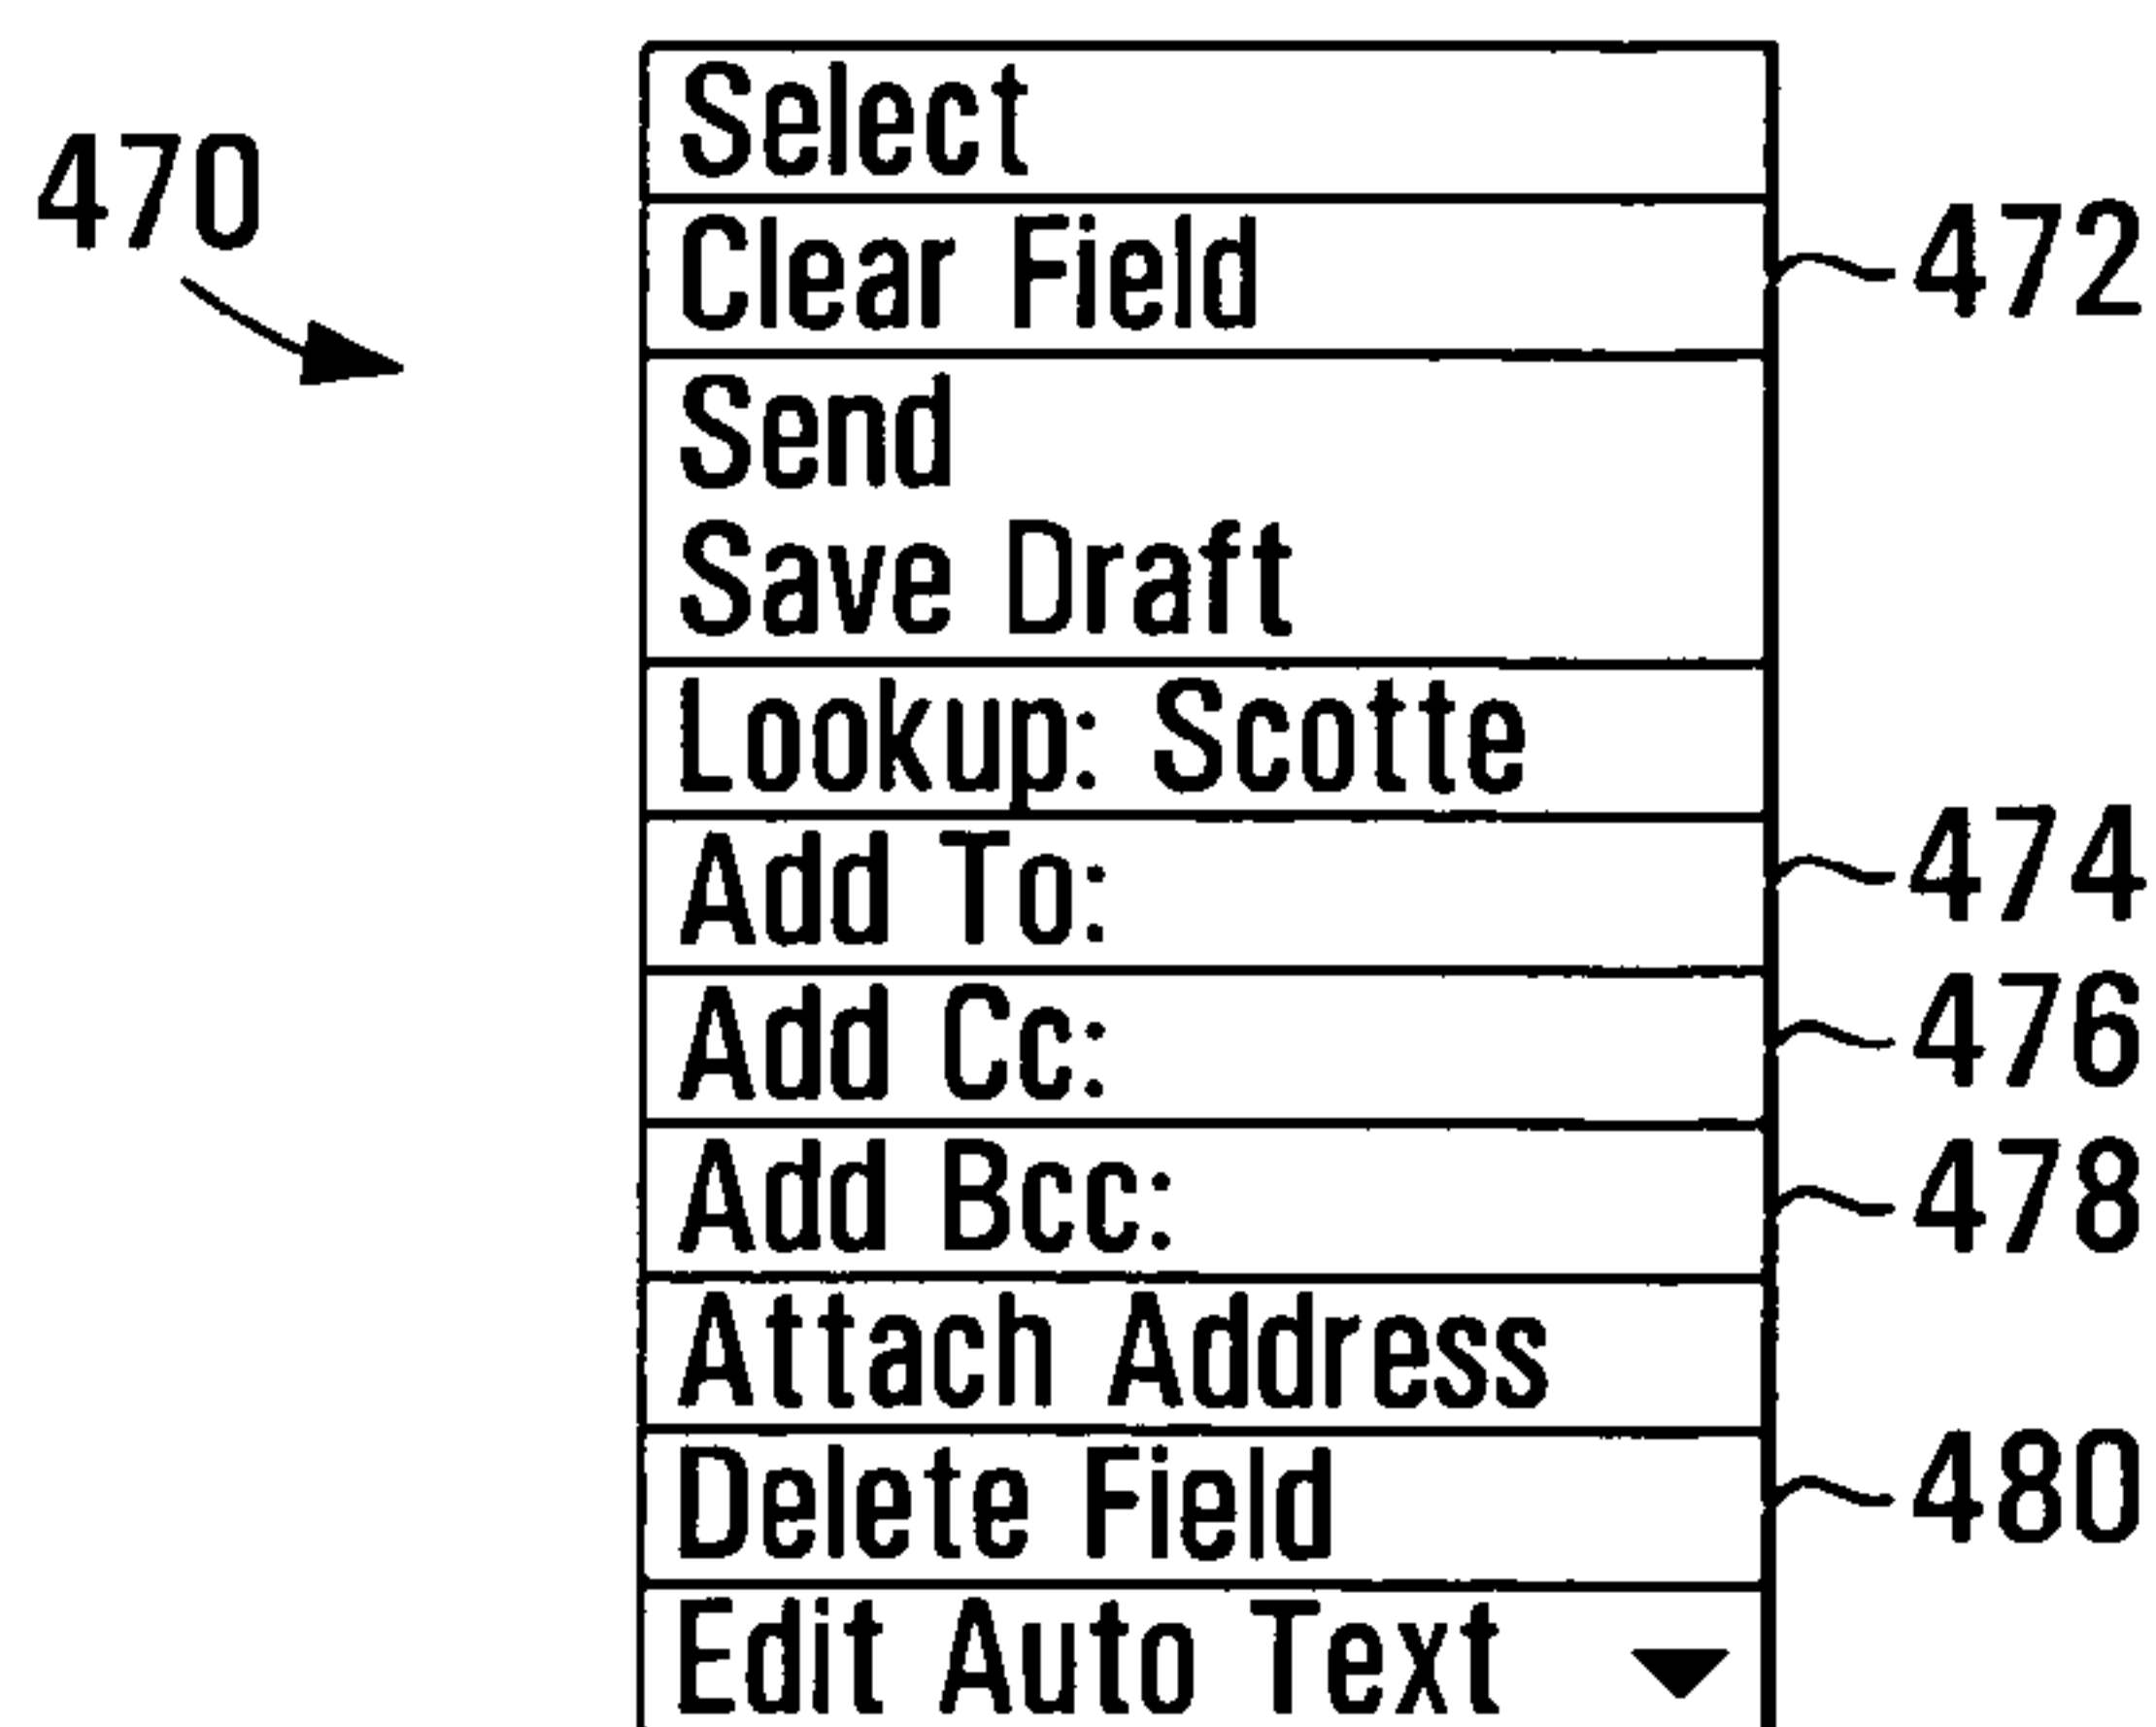 Select
470
Clear Field 472
Send
Save Draft
Lookup: Scotte
Add To: 474
Add Cc: 476
Add Bcc: 478
Attach Address
Delete Field 480
Edit Auto Text